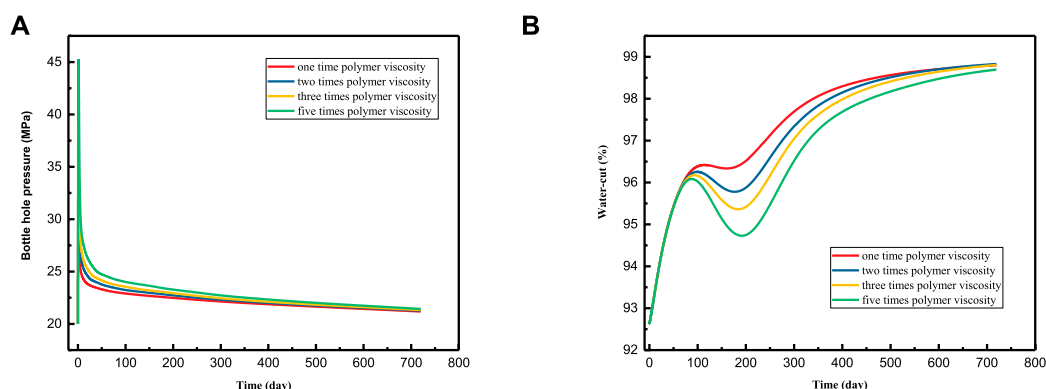 A
45
40
35
30
25
20
Bottle hole pressure (MPa)
one time polymer viscosity
two times polymer viscosity
three times polymer viscosity
five times polymer viscosity
0 100 200 300 400 500 600 700 800
Time (day)
B
99
98
97
96
95
94
93
92
Water-cut (%)
one time polymer viscosity
two times polymer viscosity
three times polymer viscosity
five times polymer viscosity
0 100 200 300 400 500 600 700 800
Time (day)